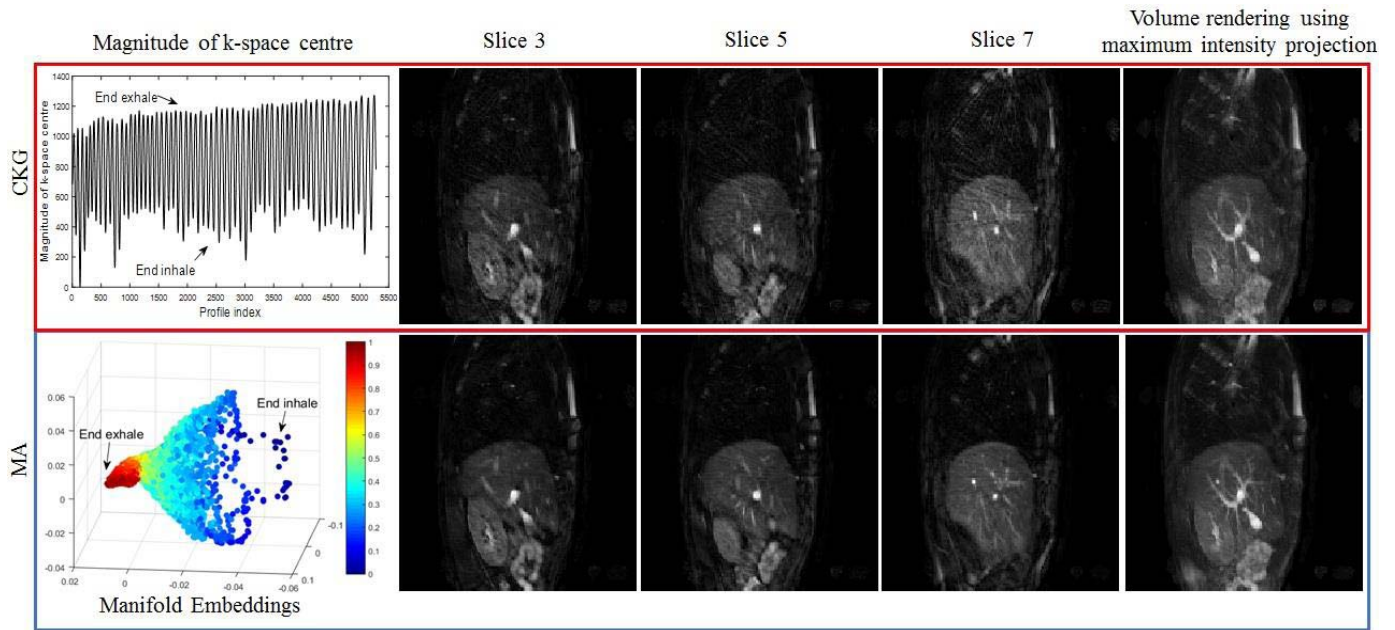 Magnitude of k-space centre
Slice 3
Slice 5
Slice 7
Volume rendering using
maximum intensity projection
CKG
Magnitude of k-space centre
1400
1200
1000
800
600
400
200
0
End exhale
End inhale
0 500 1000 1500 2000 2500 3000 3500 4000 4500 5000 5500
Profile index
MA
0.06
0.04
0.02
0
-0.02
-0.04
End exhale
End inhale
1
0.9
0.8
0.7
0.6
0.5
0.4
0.3
0.2
0.1
0
-0.1
0
0.1
0.02 0 -0.02 -0.04 -0.06
Manifold Embeddings